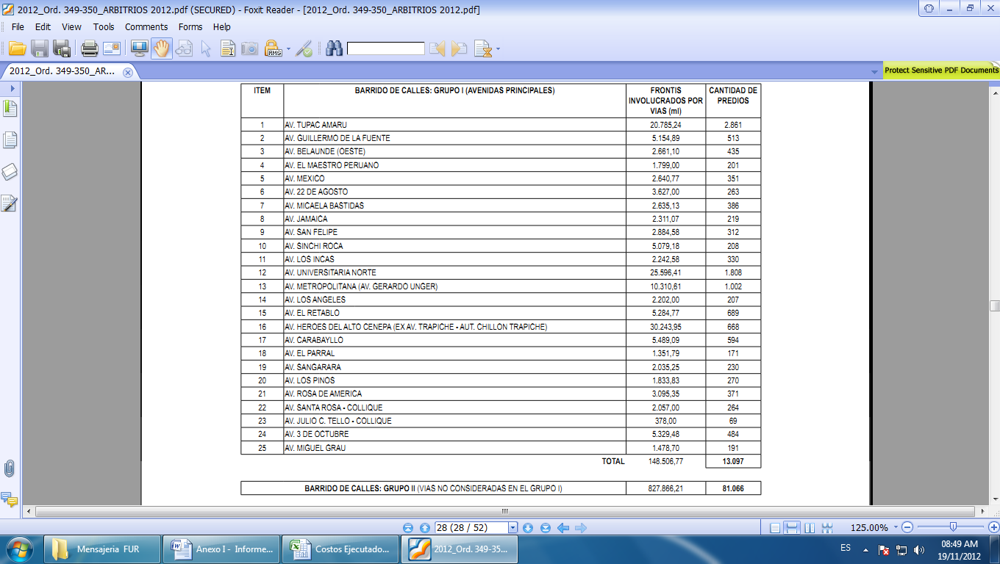 2012_Ord. 349-350_ARBITRIOS 2012.pdf (SECURED) - Foxit Reader - [2012_Ord. 349-350_ARBITRIOS 2012.pdf]
File Edit View Tools Comments Forms Help
RMS
2012_Ord. 349-350_AR... Protect Sensitive PDF Documents
ITEM BARRIDO DE CALLES: GRUPO I (AVENIDAS PRINCIPALES) FRONTIS INVOLUCRADOS POR VIAS (ml) CANTIDAD DE PREDIOS
1 AV. TUPAC AMARU 20.785,24 2.861
2 AV. GUILLERMO DE LA FUENTE 5.154,89 513
3 AV. BELAUNDE (OESTE) 2.661,10 435
4 AV. EL MAESTRO PERUANO 1.799,00 201
5 AV. MEXICO 2.640,77 351
6 AV. 22 DE AGOSTO 3.627,00 263
7 AV. MICAELA BASTIDAS 2.635,13 386
8 AV. JAMAICA 2.311,07 219
9 AV. SAN FELIPE 2.884,58 312
10 AV. SINCHI ROCA 5.079,18 208
11 AV. LOS INCAS 2.242,58 330
12 AV. UNIVERSITARIA NORTE 25.596,41 1.808
13 AV. METROPOLITANA (AV. GERARDO UNGER) 10.310,61 1.002
14 AV. LOS ANGELES 2.202,00 207
15 AV. EL RETABLO 5.284,77 689
16 AV. HEROES DEL ALTO CENEPA (EX AV. TRAPICHE - AUT. CHILLON TRAPICHE) 30.243,95 668
17 AV. CARABAYLLO 5.489,09 594
18 AV. EL PARRAL 1.351,79 171
19 AV. SANGARARA 2.035,25 230
20 AV. LOS PINOS 1.833,83 270
21 AV. ROSA DE AMERICA 3.095,35 371
22 AV. SANTA ROSA - COLLIQUE 2.057,00 264
23 AV. JULIO C. TELLO - COLLIQUE 378,00 69
24 AV. 3 DE OCTUBRE 5.329,48 484
25 AV. MIGUEL GRAU 1.478,70 191
TOTAL 148.506,77 13.097
BARRIDO DE CALLES: GRUPO II (VIAS NO CONSIDERADAS EN EL GRUPO I) 827.866,21 81.066
28 (28 / 52) 125.00%
Mensajeria FUR Anexo I - Informe... Costos Ejecutado... 2012_Ord. 349-35... ES 08:49 AM
19/11/2012